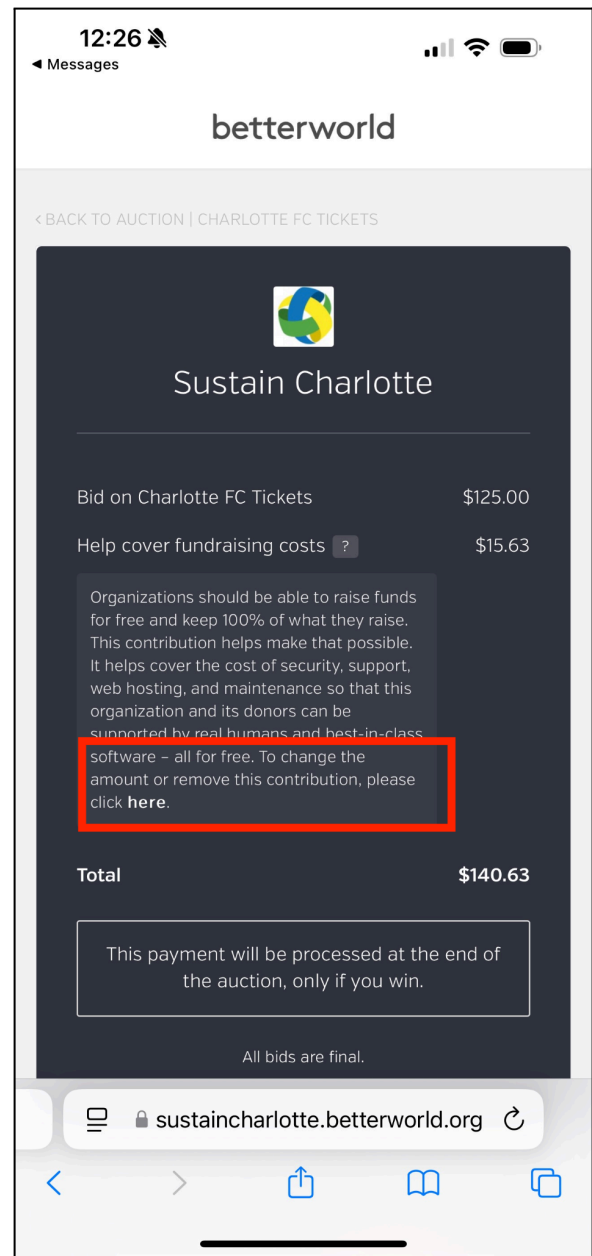 12:26
◀ Messages
betterworld
< BACK TO AUCTION | CHARLOTTE FC TICKETS
Sustain Charlotte
Bid on Charlotte FC Tickets $125.00
Help cover fundraising costs ? $15.63
Organizations should be able to raise funds
for free and keep 100% of what they raise.
This contribution helps make that possible.
It helps cover the cost of security, support,
web hosting, and maintenance so that this
organization and its donors can be
supported by real humans and best-in-class
software – all for free. To change the
amount or remove this contribution, please
click here.
Total $140.63
This payment will be processed at the end of
the auction, only if you win.
All bids are final.
sustaincharlotte.betterworld.org